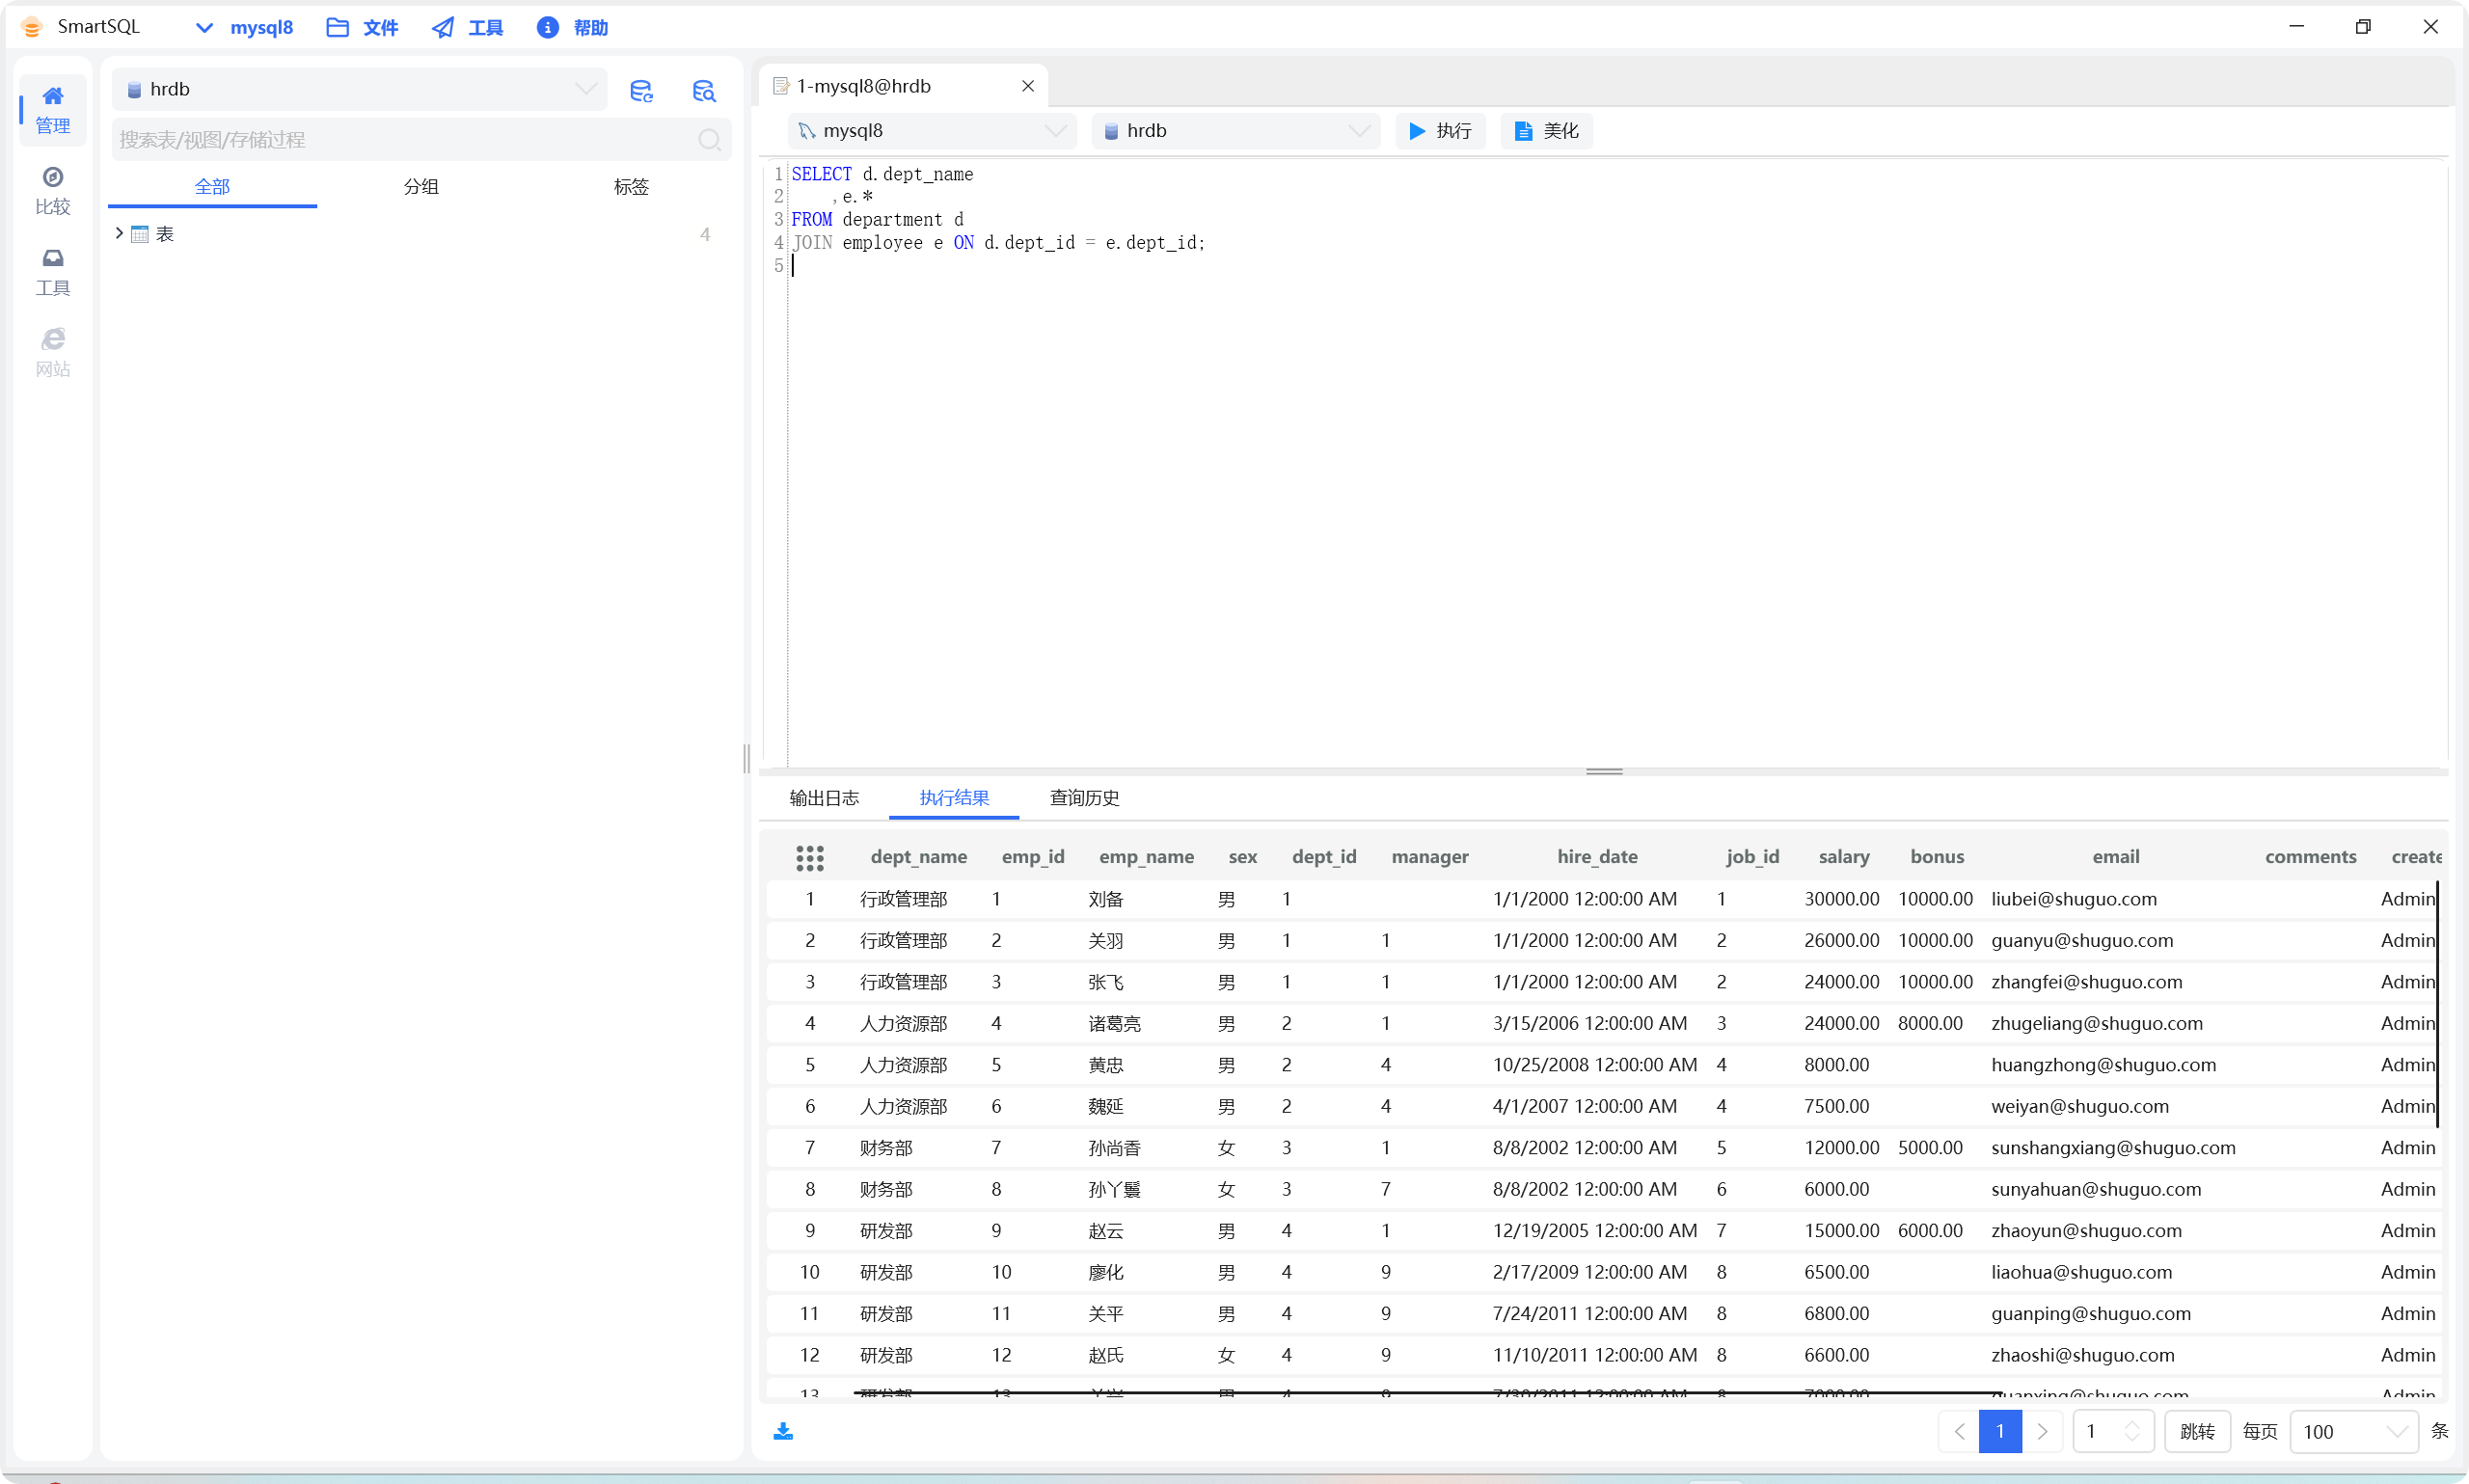 SmartSQL mysql8 文件 工具 帮助
管理
比较
工具
网站
hrdb
搜索表/视图/存储过程
全部 分组 标签
表 4
1-mysql8@hrdb
mysql8 hrdb 执行 美化
1 SELECT d.dept_name
2 ,e.*
3 FROM department d
4 JOIN employee e ON d.dept_id = e.dept_id;
5
输出日志 执行结果 查询历史
dept_name emp_id emp_name sex dept_id manager hire_date job_id salary bonus email comments create
1 行政管理部 1 刘备 男 1 1/1/2000 12:00:00 AM 1 30000.00 10000.00 liubei@shuguo.com Admin
2 行政管理部 2 关羽 男 1 1 1/1/2000 12:00:00 AM 2 26000.00 10000.00 guanyu@shuguo.com Admin
3 行政管理部 3 张飞 男 1 1 1/1/2000 12:00:00 AM 2 24000.00 10000.00 zhangfei@shuguo.com Admin
4 人力资源部 4 诸葛亮 男 2 1 3/15/2006 12:00:00 AM 3 24000.00 8000.00 zhugeliang@shuguo.com Admin
5 人力资源部 5 黄忠 男 2 4 10/25/2008 12:00:00 AM 4 8000.00 huangzhong@shuguo.com Admin
6 人力资源部 6 魏延 男 2 4 4/1/2007 12:00:00 AM 4 7500.00 weiyan@shuguo.com Admin
7 财务部 7 孙尚香 女 3 1 8/8/2002 12:00:00 AM 5 12000.00 5000.00 sunshangxiang@shuguo.com Admin
8 财务部 8 孙丫鬟 女 3 7 8/8/2002 12:00:00 AM 6 6000.00 sunyahuan@shuguo.com Admin
9 研发部 9 赵云 男 4 1 12/19/2005 12:00:00 AM 7 15000.00 6000.00 zhaoyun@shuguo.com Admin
10 研发部 10 廖化 男 4 9 2/17/2009 12:00:00 AM 8 6500.00 liaohua@shuguo.com Admin
11 研发部 11 关平 男 4 9 7/24/2011 12:00:00 AM 8 6800.00 guanping@shuguo.com Admin
12 研发部 12 赵氏 女 4 9 11/10/2011 12:00:00 AM 8 6600.00 zhaoshi@shuguo.com Admin
13 研发部 13 男 4 9 7/30/2011 12:00:00 AM 8 7000.00 guanxing@shuguo.com Admin
1 1 跳转 每页 100 条